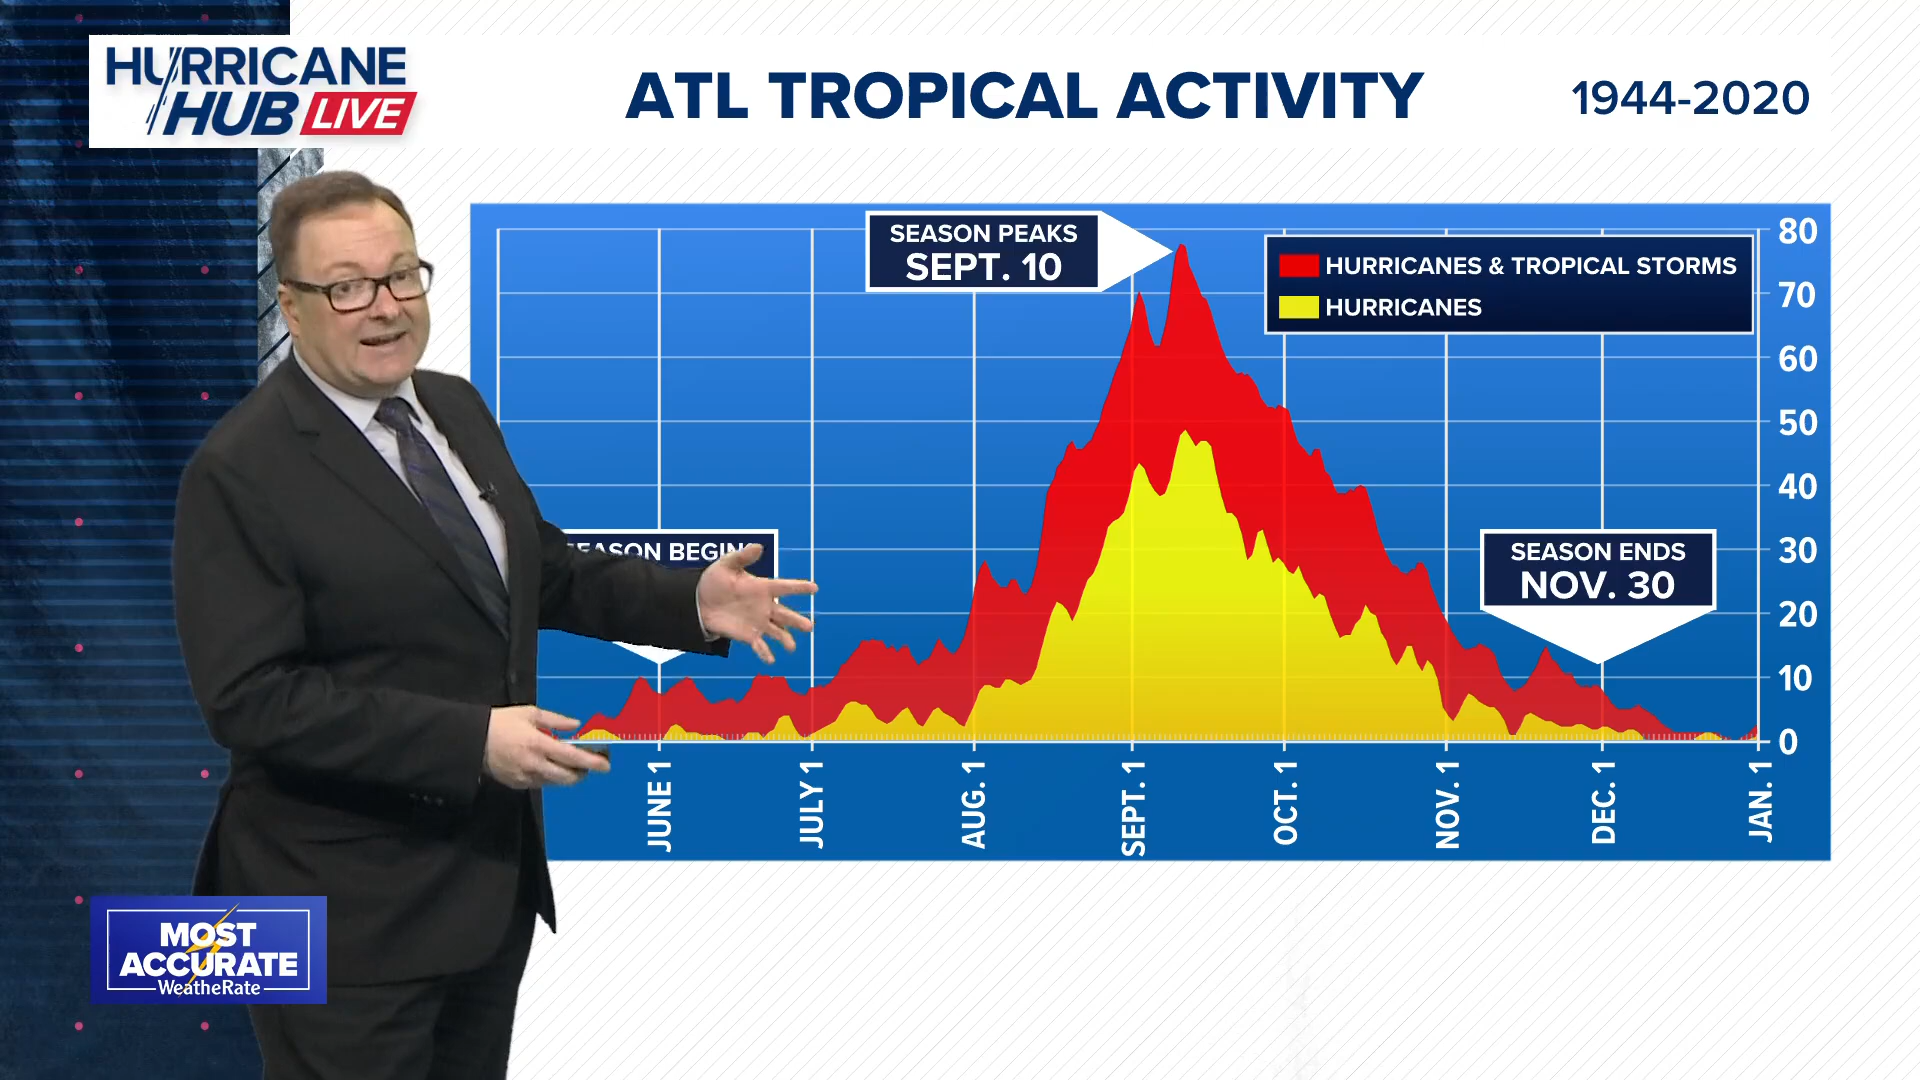 HURRICANE
HUB LIVE
ATL TROPICAL ACTIVITY
1944-2020
SEASON PEAKS
SEPT. 10
HURRICANES & TROPICAL STORMS
HURRICANES
80
70
60
50
40
30
20
10
0
SEASON BEGINS
SEASON ENDS
NOV. 30
JUNE 1
JULY 1
AUG. 1
SEPT. 1
OCT. 1
NOV. 1
DEC. 1
JAN. 1
MOST
ACCURATE
WeatheRate